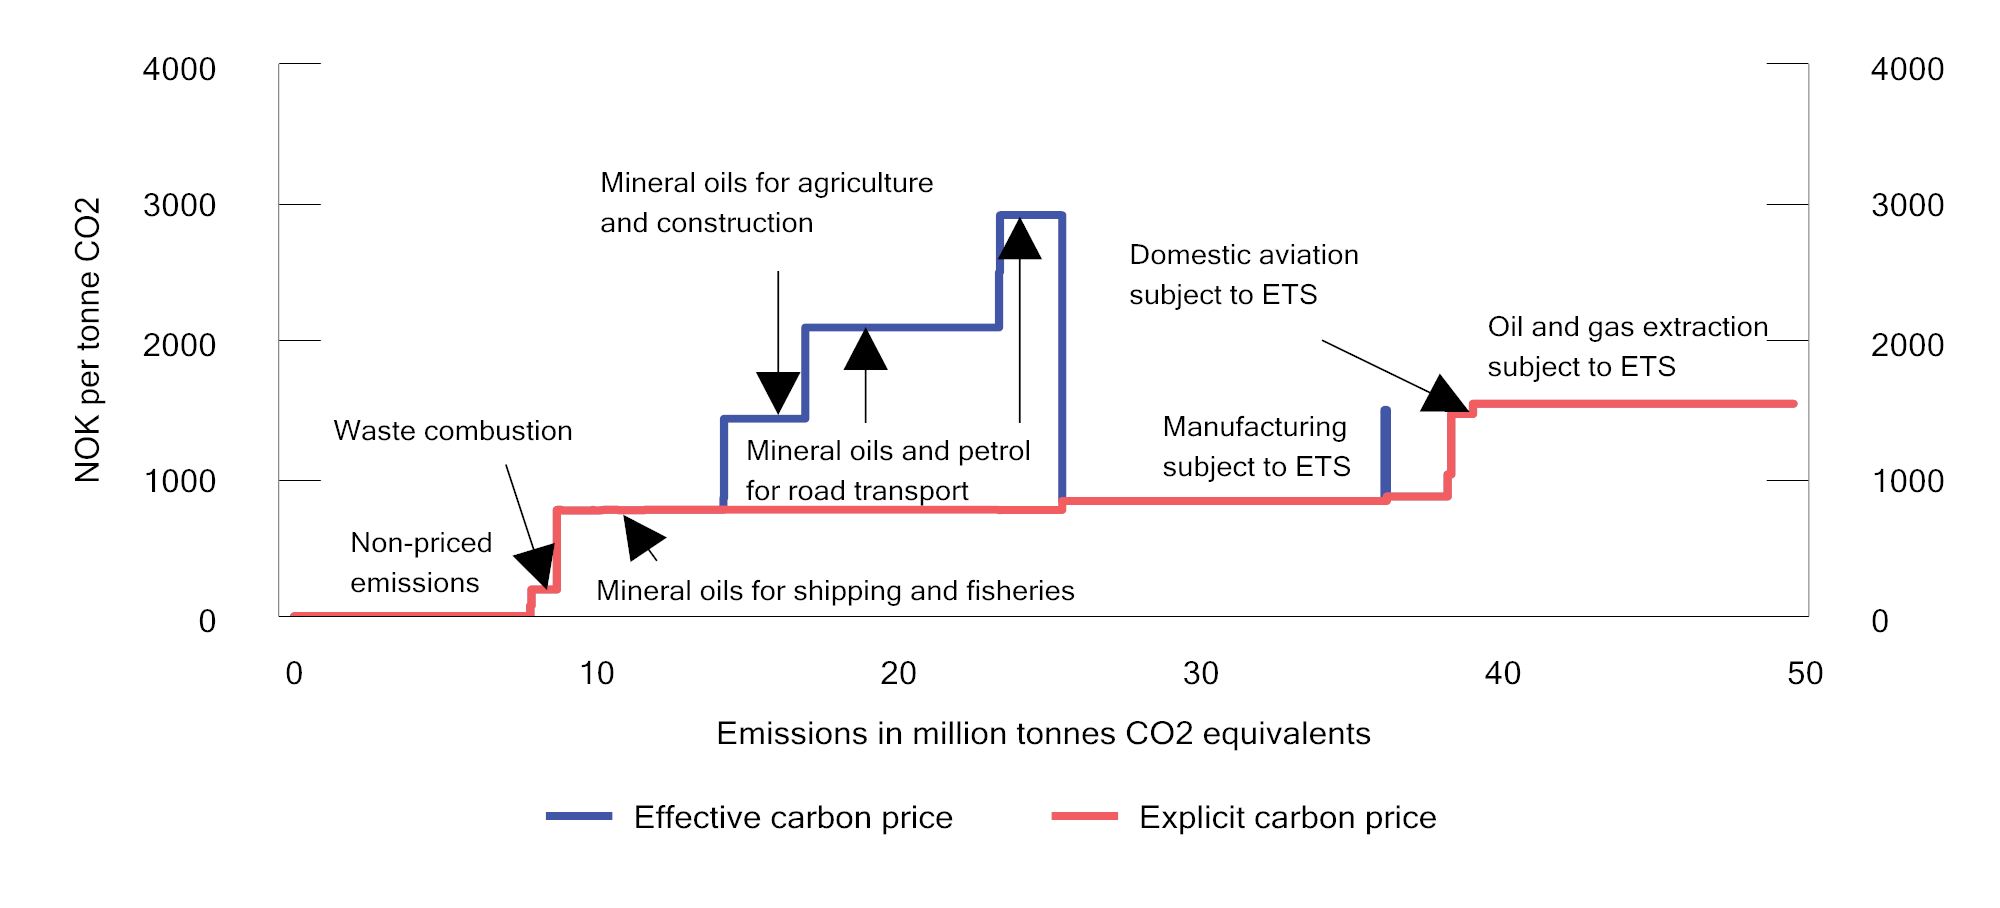 4000
4000
Mineral oils for agriculture
and construction
3000
3000
Domestic aviation
subject to ETS
Oil and gas extraction
subject to ETS
2000
2000
NOK per tonne CO2
Waste combustion
Manufacturing
subject to ETS
Mineral oils and petrol
for road transport
1000
1000
Non-priced
emissions
Mineral oils for shipping and fisheries
0
0
0
10
20
30
40
50
Emissions in million tonnes CO2 equivalents
Effective carbon price
Explicit carbon price